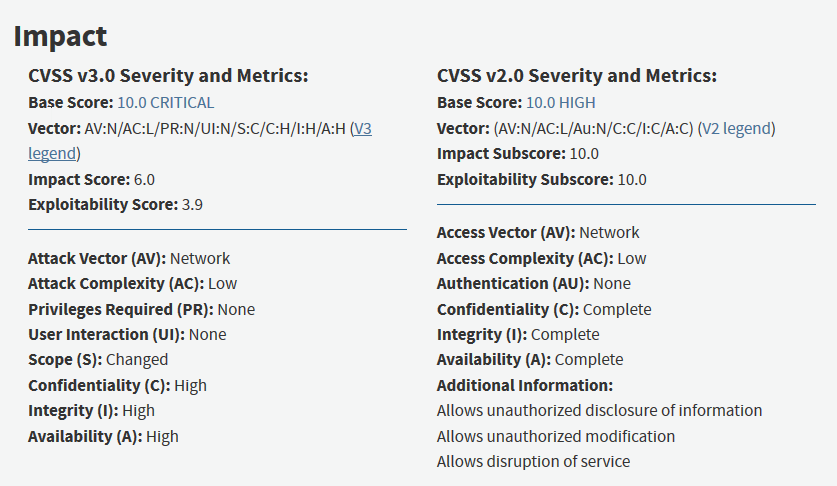 Impact
CVSS v3.0 Severity and Metrics:
Base Score: 10.0 CRITICAL
Vector: AV:N/AC:L/PR:N/UI:N/S:C/C:H/I:H/A:H (V3
legend)
Impact Score: 6.0
Exploitability Score: 3.9
Attack Vector (AV): Network
Attack Complexity (AC): Low
Privileges Required (PR): None
User Interaction (UI): None
Scope (S): Changed
Confidentiality (C): High
Integrity (I): High
Availability (A): High
CVSS v2.0 Severity and Metrics:
Base Score: 10.0 HIGH
Vector: (AV:N/AC:L/Au:N/C:C/I:C/A:C) (V2 legend)
Impact Subscore: 10.0
Exploitability Subscore: 10.0
Access Vector (AV): Network
Access Complexity (AC): Low
Authentication (AU): None
Confidentiality (C): Complete
Integrity (I): Complete
Availability (A): Complete
Additional Information:
Allows unauthorized disclosure of information
Allows unauthorized modification
Allows disruption of service